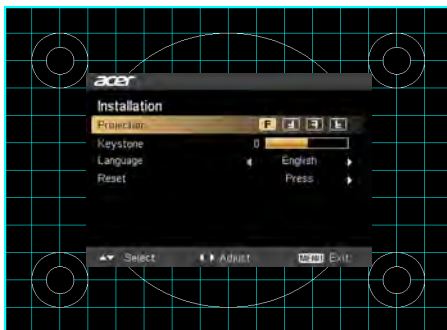 acer
Installation
Projection F
Keystone 0
Language English
Reset Press
Select Adjust MENU Exit